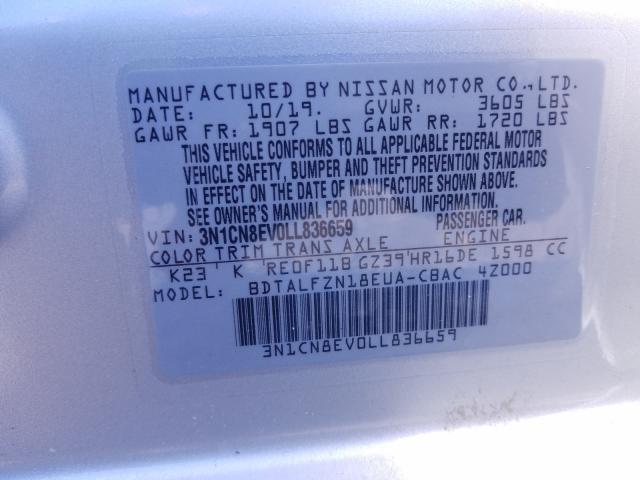 MANUFACTURED BY NISSAN MOTOR CO., LTD.
DATE: 10/19. GVWR: 3605 LBS
GAWR FR: 1907 LBS GAWR RR: 1720 LBS
THIS VEHICLE CONFORMS TO ALL APPLICABLE FEDERAL MOTOR
VEHICLE SAFETY, BUMPER AND THEFT PREVENTION STANDARDS
IN EFFECT ON THE DATE OF MANUFACTURE SHOWN ABOVE.
SEE OWNER'S MANUAL FOR ADDITIONAL INFORMATION.
VIN: 3N1CN8EV0LL836659 PASSENGER CAR.
COLOR TRIM TRANS AXLE ENGINE
K23 ' K 'RE0F11B GZ39'HR16DE 1598 CC
MODEL: BDTALFZN18EUA-CBAC 4Z000
3N1CN8EV0LL836659